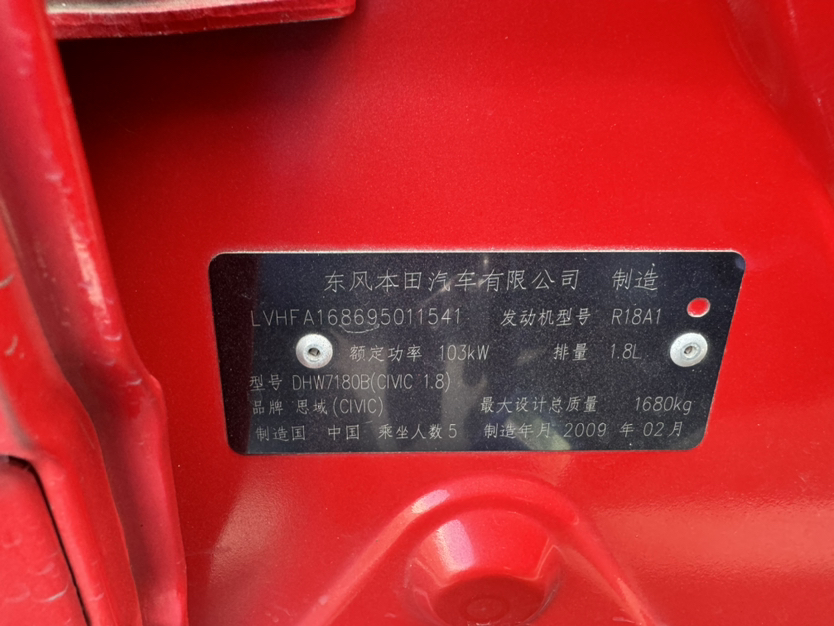 东风本田汽车有限公司 制造
LVHFA168695011541 发动机型号 R18A1
额定功率 103kW 排量 1.8L
型号 DHW7180B(CIVIC 1.8)
品牌 思域(CIVIC) 最大设计总质量 1680kg
制造国 中国 乘坐人数5 制造年月 2009 年 02月